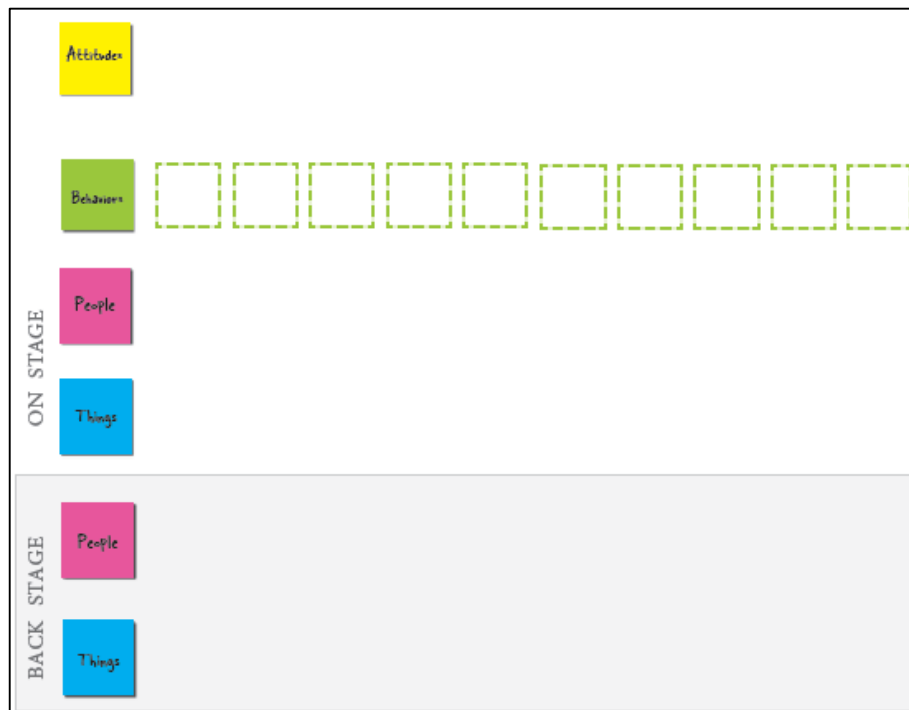 Attitudes
Behaviors
ON STAGE
People
Things
BACK STAGE
People
Things